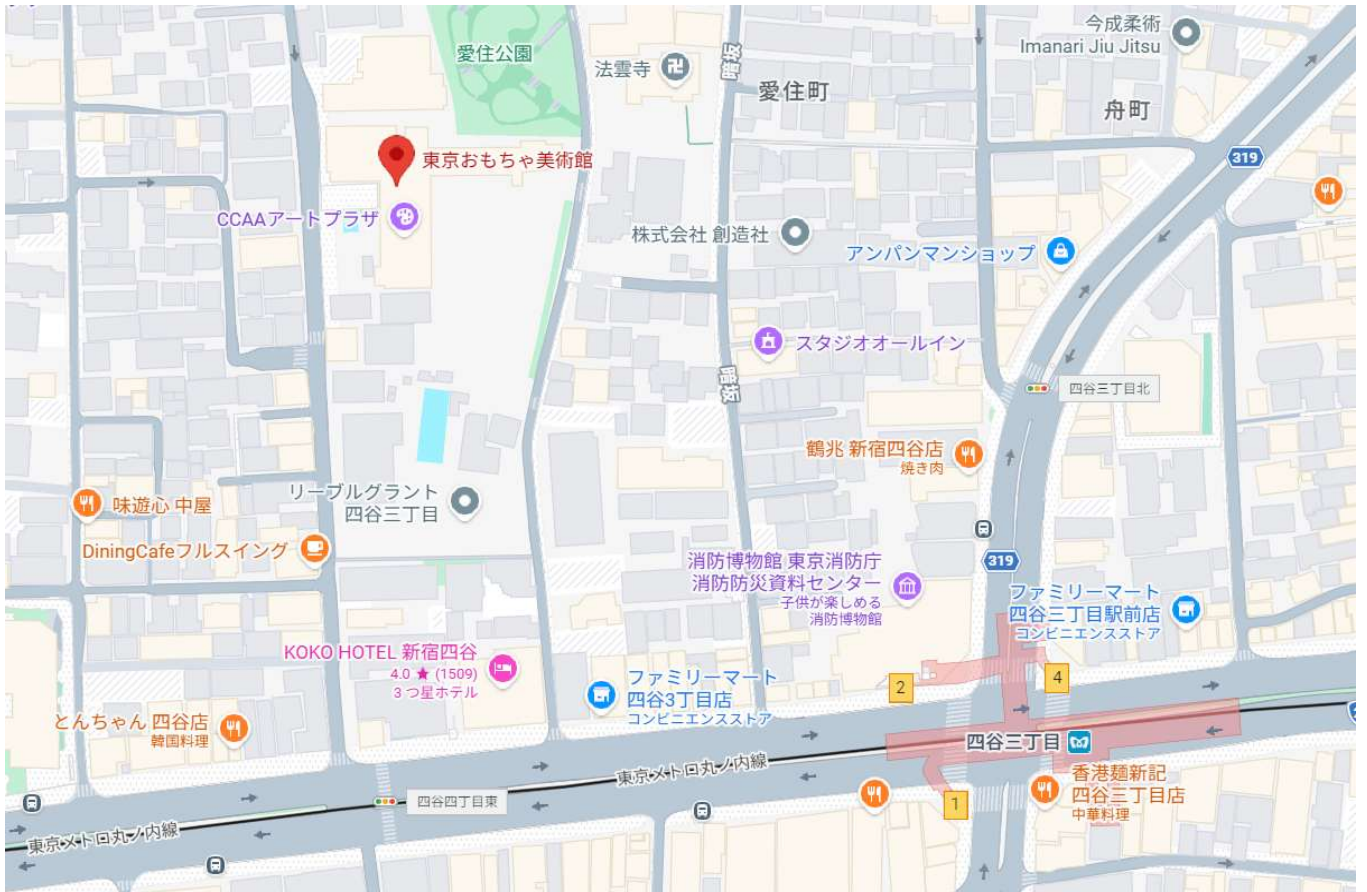 愛住公園
法雲寺
暗坂
愛住町
今成柔術
Imanari Jiu Jitsu
舟町
319
東京おもちゃ美術館
CCAAアートプラザ
株式会社 創造社
アンパンマンショップ
スタジオオールイン
暗坂
四谷三丁目北
鶴兆 新宿四谷店
焼き肉
味遊心 中屋
リーブルグラント
四谷三丁目
DiningCafeフルスイング
消防博物館 東京消防庁
消防防災資料センター
子供が楽しめる
消防博物館
319
ファミリーマート
四谷三丁目駅前店
コンビニエンスストア
KOKO HOTEL 新宿四谷
4.0 ★ (1509)
3 つ星ホテル
ファミリーマート
四谷3丁目店
コンビニエンスストア
2
4
とんちゃん 四谷店
韓国料理
四谷三丁目
東京メトロ丸ノ内線
香港麺新記
四谷三丁目店
中華料理
四谷四丁目東
1
東京メトロ丸ノ内線